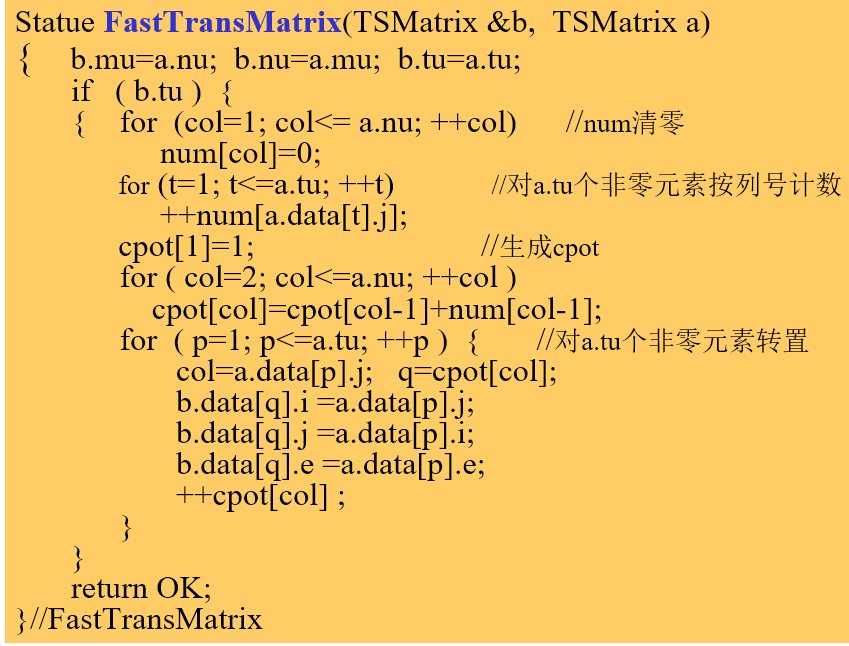 Statue FastTransMatrix(TSMatrix &b, TSMatrix a)
{ b.mu=a.nu; b.nu=a.mu; b.tu=a.tu;
if ( b.tu ) {
{ for (col=1; col<= a.nu; ++col) //num清零
num[col]=0;
for (t=1; t<=a.tu; ++t) //对a.tu个非零元素按列号计数
++num[a.data[t].j];
cpot[1]=1; //生成cpot
for ( col=2; col<=a.nu; ++col )
cpot[col]=cpot[col-1]+num[col-1];
for ( p=1; p<=a.tu; ++p ) { //对a.tu个非零元素转置
col=a.data[p].j; q=cpot[col];
b.data[q].i =a.data[p].j;
b.data[q].j =a.data[p].i;
b.data[q].e =a.data[p].e;
++cpot[col] ;
}
}
return OK;
}//FastTransMatrix